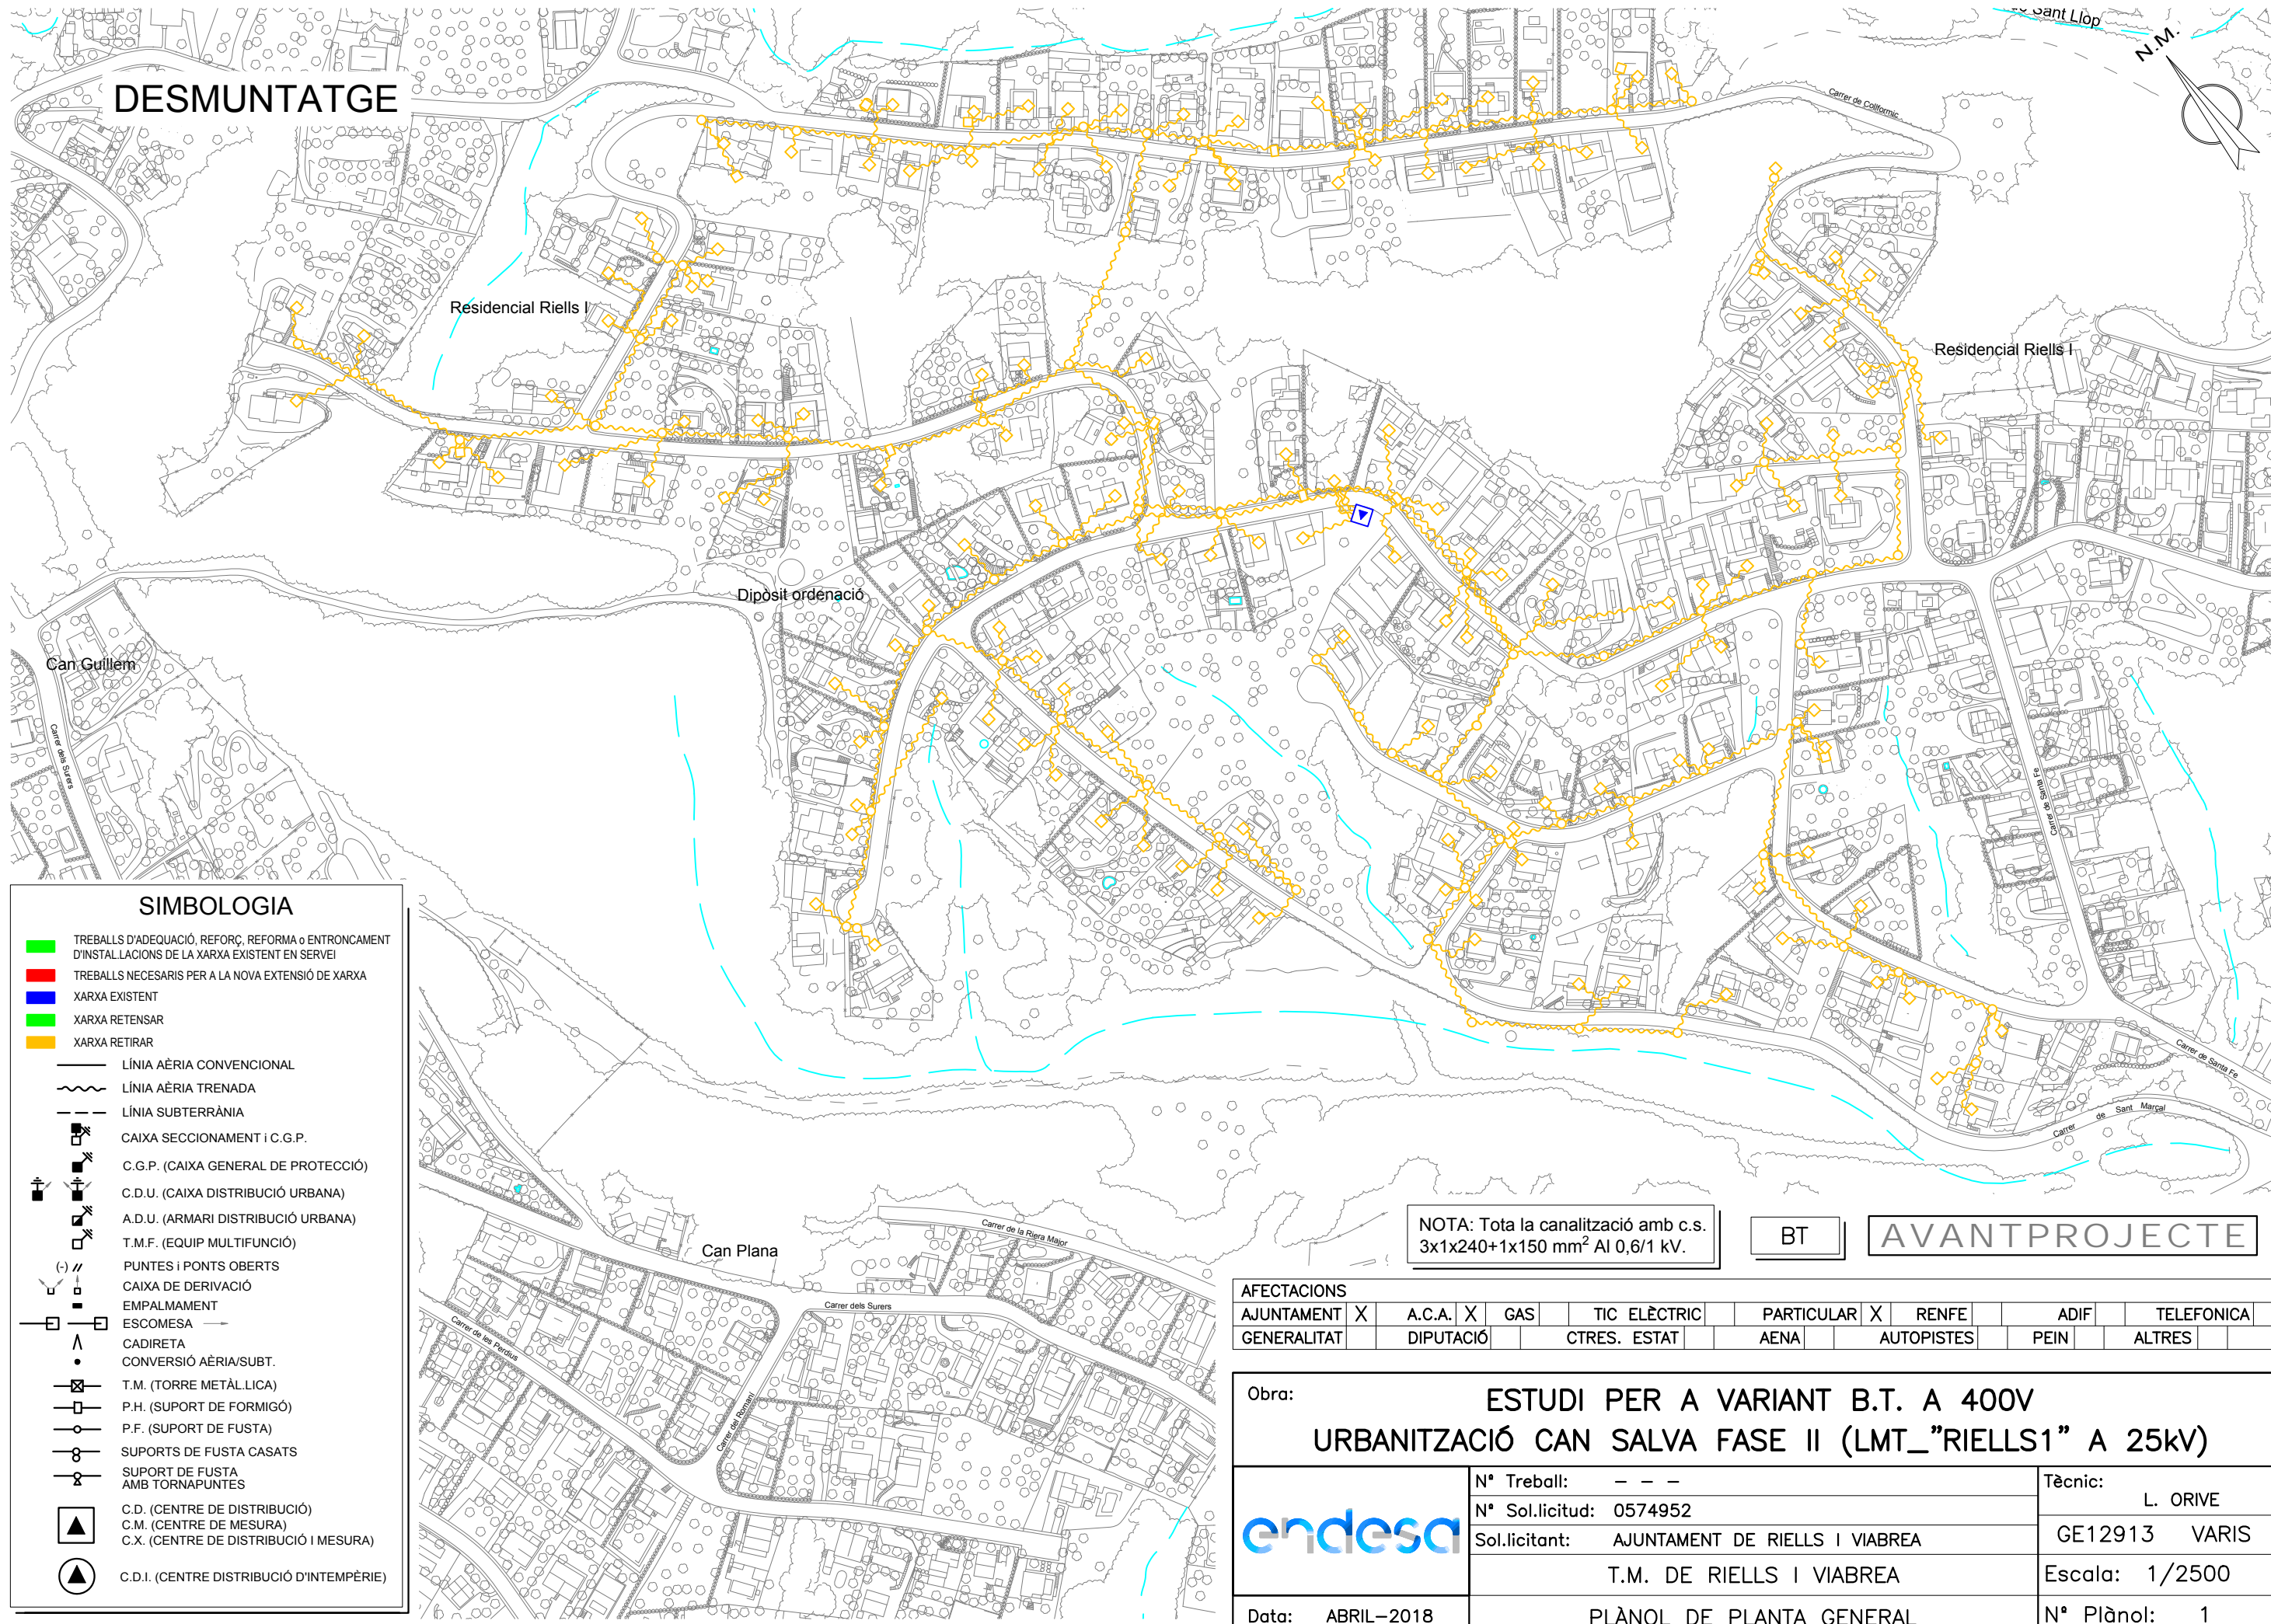 DESMUNTATGE
Sant Llop
N.M.
Carrer de Collformic
Residencial Riells I
Residencial Riells I
Dipòsit ordenació
Can Guillem
Carrer dels Surers
Carrer de Santa Fe
Carrer de Santa Fe
Carrer de Sant Marçal
Can Plana
Carrer de la Riera Major
Carrer dels Surers
Carrer de les Perdius
Carrer del Romaní
SIMBOLOGIA
TREBALLS D'ADEQUACIÓ, REFORÇ, REFORMA o ENTRONCAMENT
D'INSTAL.LACIONS DE LA XARXA EXISTENT EN SERVEI
TREBALLS NECESARIS PER A LA NOVA EXTENSIÓ DE XARXA
XARXA EXISTENT
XARXA RETENSAR
XARXA RETIRAR
LÍNIA AÈRIA CONVENCIONAL
LÍNIA AÈRIA TRENADA
LÍNIA SUBTERRÀNIA
CAIXA SECCIONAMENT i C.G.P.
C.G.P. (CAIXA GENERAL DE PROTECCIÓ)
C.D.U. (CAIXA DISTRIBUCIÓ URBANA)
A.D.U. (ARMARI DISTRIBUCIÓ URBANA)
T.M.F. (EQUIP MULTIFUNCIÓ)
(-) PUNTES i PONTS OBERTS
CAIXA DE DERIVACIÓ
EMPALMAMENT
ESCOMESA
CADIRETA
CONVERSIÓ AÈRIA/SUBT.
T.M. (TORRE METÀL.LICA)
P.H. (SUPORT DE FORMIGÓ)
P.F. (SUPORT DE FUSTA)
SUPORTS DE FUSTA CASATS
SUPORT DE FUSTA
AMB TORNAPUNTES
C.D. (CENTRE DE DISTRIBUCIÓ)
C.M. (CENTRE DE MESURA)
C.X. (CENTRE DE DISTRIBUCIÓ I MESURA)
C.D.I. (CENTRE DISTRIBUCIÓ D'INTEMPÈRIE)
NOTA: Tota la canalització amb c.s.
3x1x240+1x150 mm² Al 0,6/1 kV.
BT
AVANTPROJECTE
AFECTACIONS
AJUNTAMENT X A.C.A. X GAS TIC ELÈCTRIC PARTICULAR X RENFE ADIF TELEFONICA
GENERALITAT DIPUTACIÓ CTRES. ESTAT AENA AUTOPISTES PEIN ALTRES
Obra: ESTUDI PER A VARIANT B.T. A 400V
URBANITZACIÓ CAN SALVA FASE II (LMT_"RIELLS1" A 25kV)
endesa
Nº Treball: - - -
Nº Sol.licitud: 0574952
Sol.licitant: AJUNTAMENT DE RIELLS I VIABREA
T.M. DE RIELLS I VIABREA
Tècnic:
L. ORIVE
GE12913 VARIS
Escala: 1/2500
Data: ABRIL-2018
PLÀNOL DE PLANTA GENERAL
Nº Plànol: 1